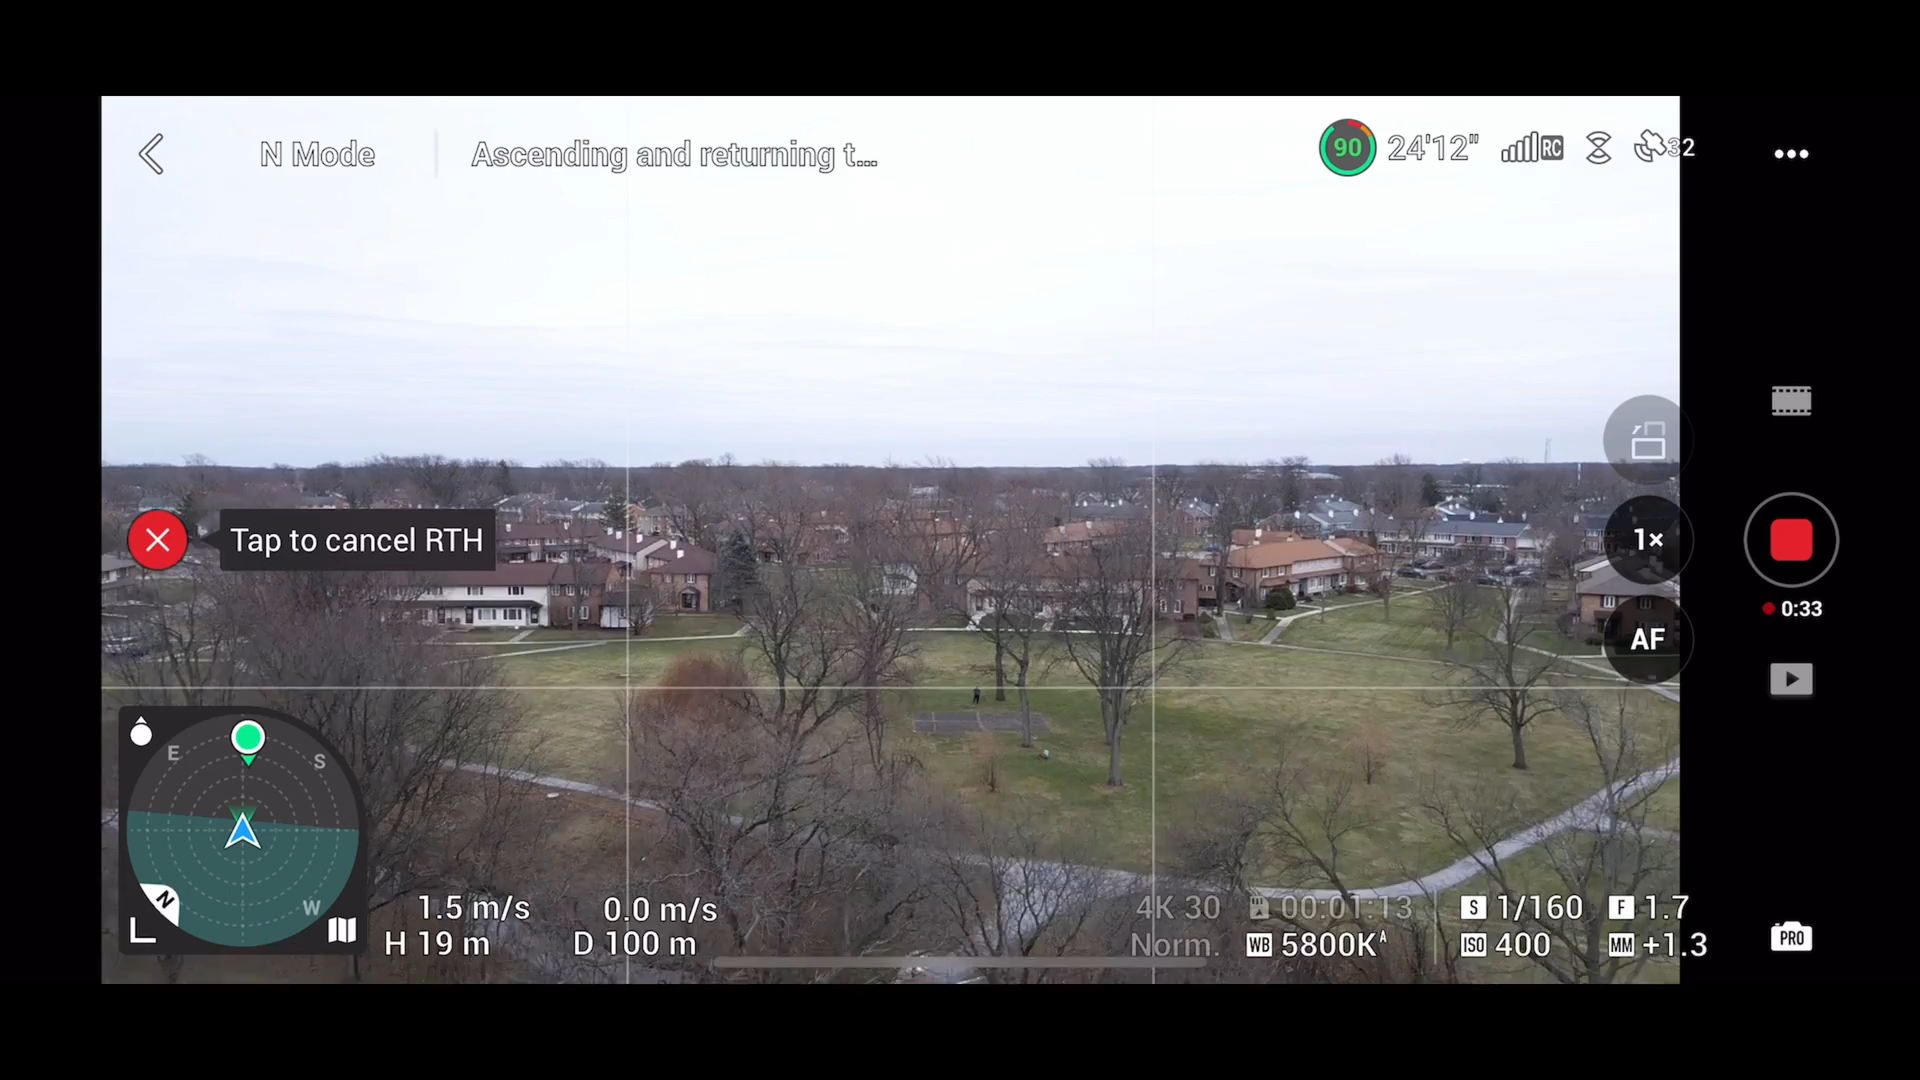 N Mode
Ascending and returning t...
90
24'12"
RC
32
Tap to cancel RTH
1×
0:33
AF
E
S
N
W
1.5 m/s
0.0 m/s
H 19 m
D 100 m
4K 30
00:01:13
S 1/160
F 1.7
Norm.
WB 5800K A
ISO 400
MM +1.3
PRO